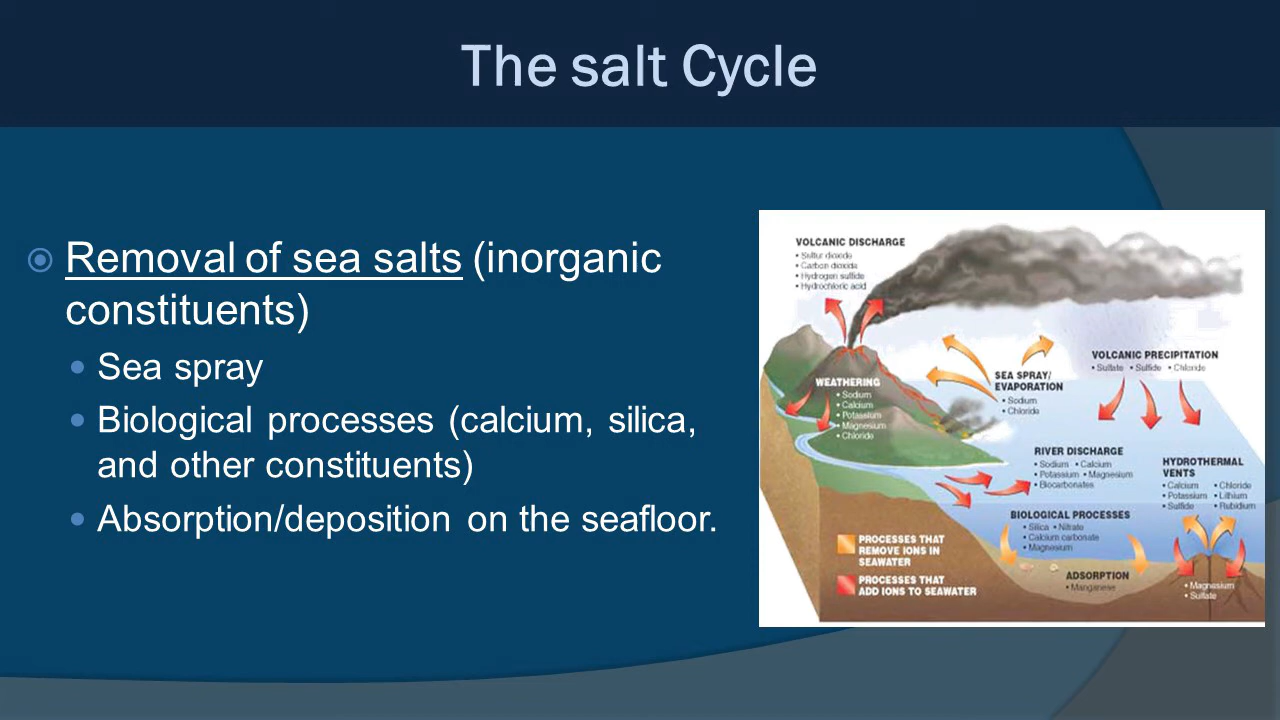 The salt Cycle
Removal of sea salts (inorganic
constituents)
Sea spray
Biological processes (calcium, silica,
and other constituents)
Absorption/deposition on the seafloor.
VOLCANIC DISCHARGE
• Sulfur dioxide
• Carbon dioxide
• Hydrogen sulfide
• Hydrochloric acid
WEATHERING
• Sodium
• Calcium
• Potassium
• Magnesium
• Chloride
SEA SPRAY/
EVAPORATION
• Sodium
• Chloride
VOLCANIC PRECIPITATION
• Sulfate • Sulfide • Chloride
RIVER DISCHARGE
• Sodium • Calcium
• Potassium • Magnesium
• Biocarbonates
HYDROTHERMAL
VENTS
• Calcium • Chloride
• Potassium • Lithium
• Sulfide • Rubidium
BIOLOGICAL PROCESSES
• Silica • Nitrate
• Calcium carbonate
• Magnesium
ADSORPTION
• Manganese
• Magnesium
• Sulfate
PROCESSES THAT
REMOVE IONS IN
SEAWATER
PROCESSES THAT
ADD IONS TO SEAWATER